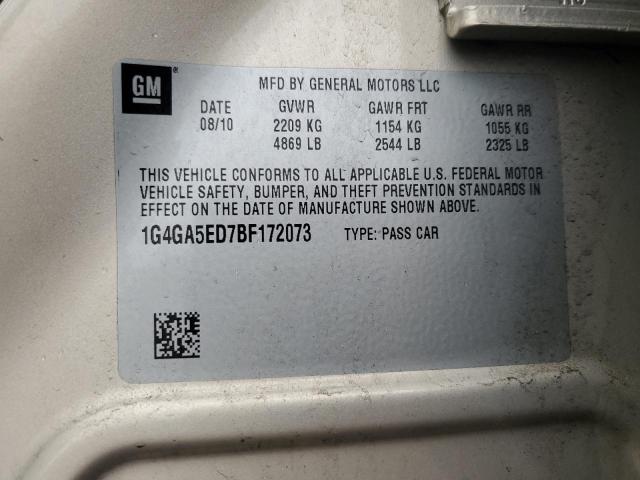 GM
MFD BY GENERAL MOTORS LLC
DATE GVWR GAWR FRT GAWR RR
08/10 2209 KG 1154 KG 1055 KG
4869 LB 2544 LB 2325 LB
THIS VEHICLE CONFORMS TO ALL APPLICABLE U.S. FEDERAL MOTOR
VEHICLE SAFETY, BUMPER, AND THEFT PREVENTION STANDARDS IN
EFFECT ON THE DATE OF MANUFACTURE SHOWN ABOVE.
1G4GA5ED7BF172073 TYPE: PASS CAR